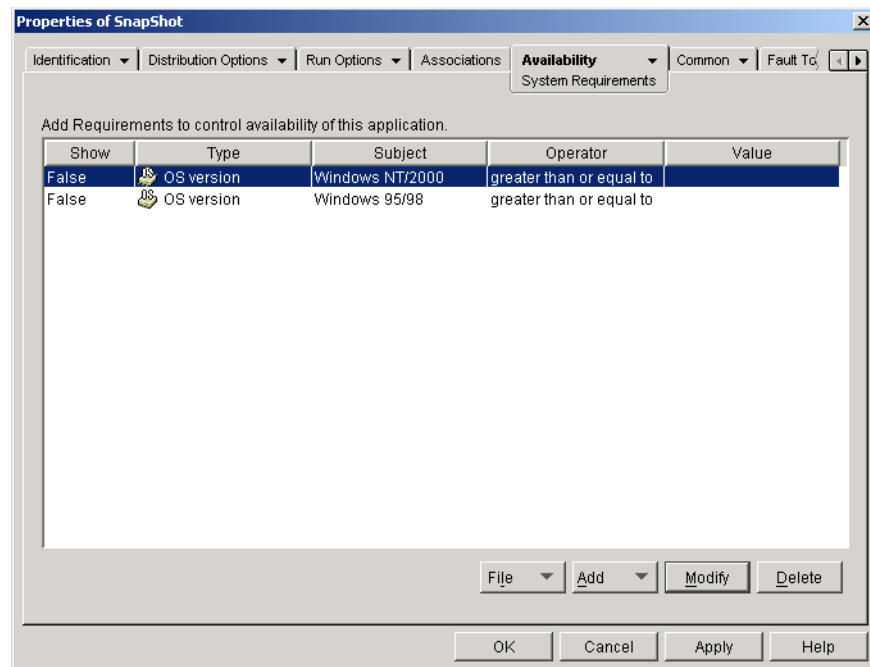 Properties of SnapShot
Identification Distribution Options Run Options Associations Availability Common Fault To
System Requirements
Add Requirements to control availability of this application.
Show Type Subject Operator Value
False OS version Windows NT/2000 greater than or equal to
False OS version Windows 95/98 greater than or equal to
File Add Modify Delete
OK Cancel Apply Help